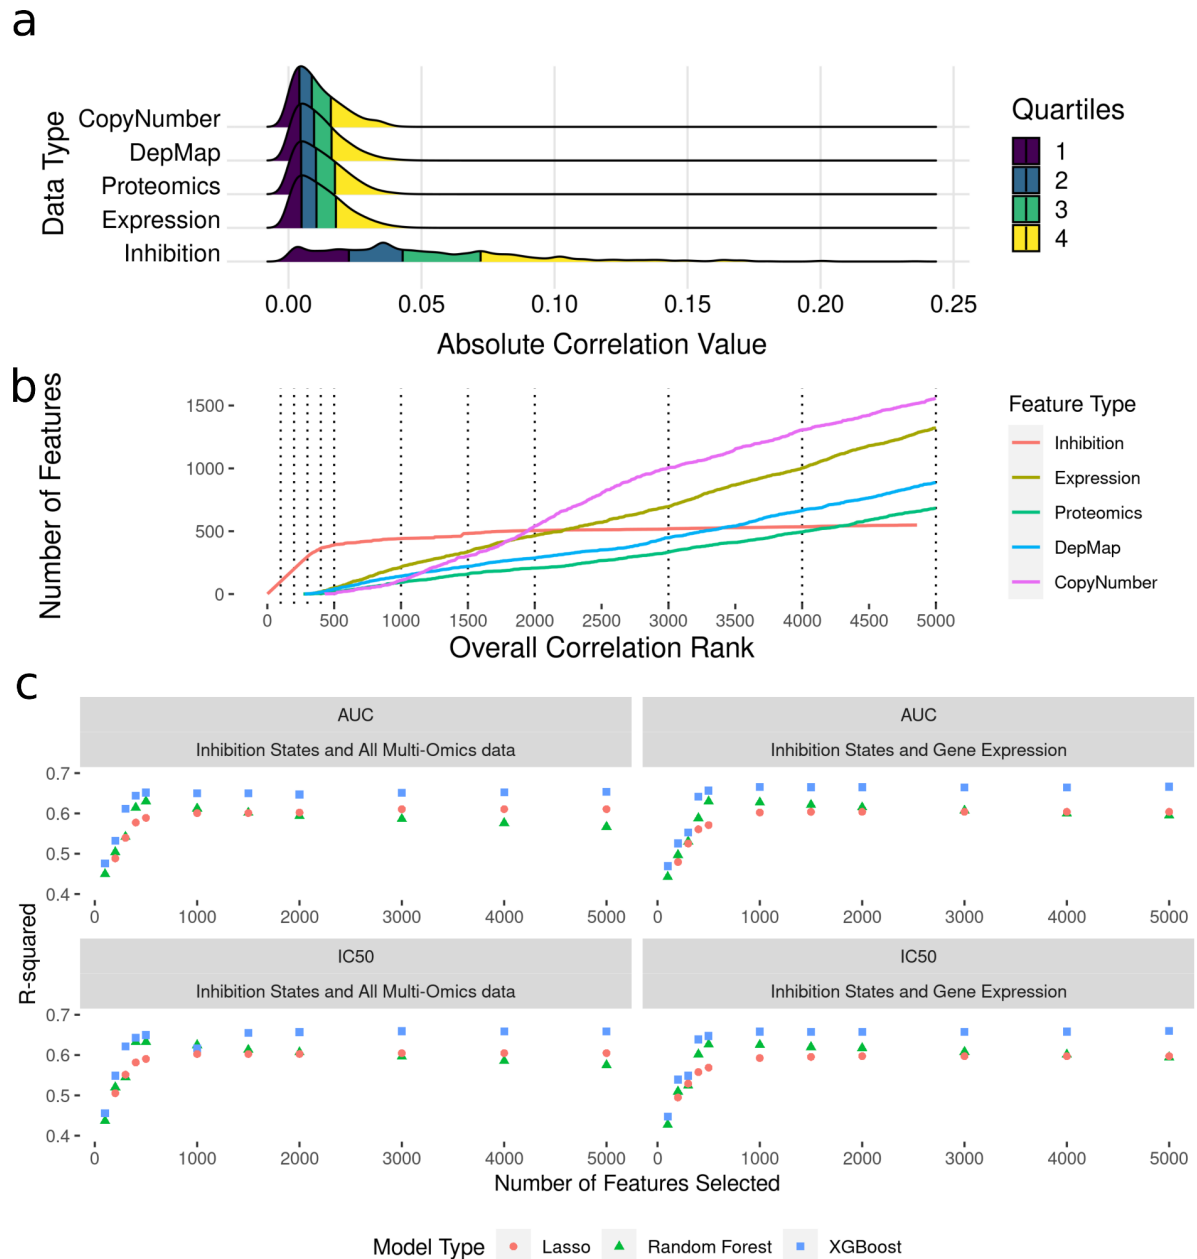 a
Data Type
CopyNumber
DepMap
Proteomics
Expression
Inhibition
0.00 0.05 0.10 0.15 0.20 0.25
Absolute Correlation Value
Quartiles
1
2
3
4
b
Number of Features
1500
1000
500
0
0 500 1000 1500 2000 2500 3000 3500 4000 4500 5000
Overall Correlation Rank
Feature Type
Inhibition
Expression
Proteomics
DepMap
CopyNumber
c
R-squared
AUC
Inhibition States and All Multi-Omics data
0.7
0.6
0.5
0.4
0 1000 2000 3000 4000 5000
AUC
Inhibition States and Gene Expression
0 1000 2000 3000 4000 5000
IC50
Inhibition States and All Multi-Omics data
0.7
0.6
0.5
0.4
0 1000 2000 3000 4000 5000
IC50
Inhibition States and Gene Expression
0 1000 2000 3000 4000 5000
Number of Features Selected
Model Type Lasso Random Forest XGBoost